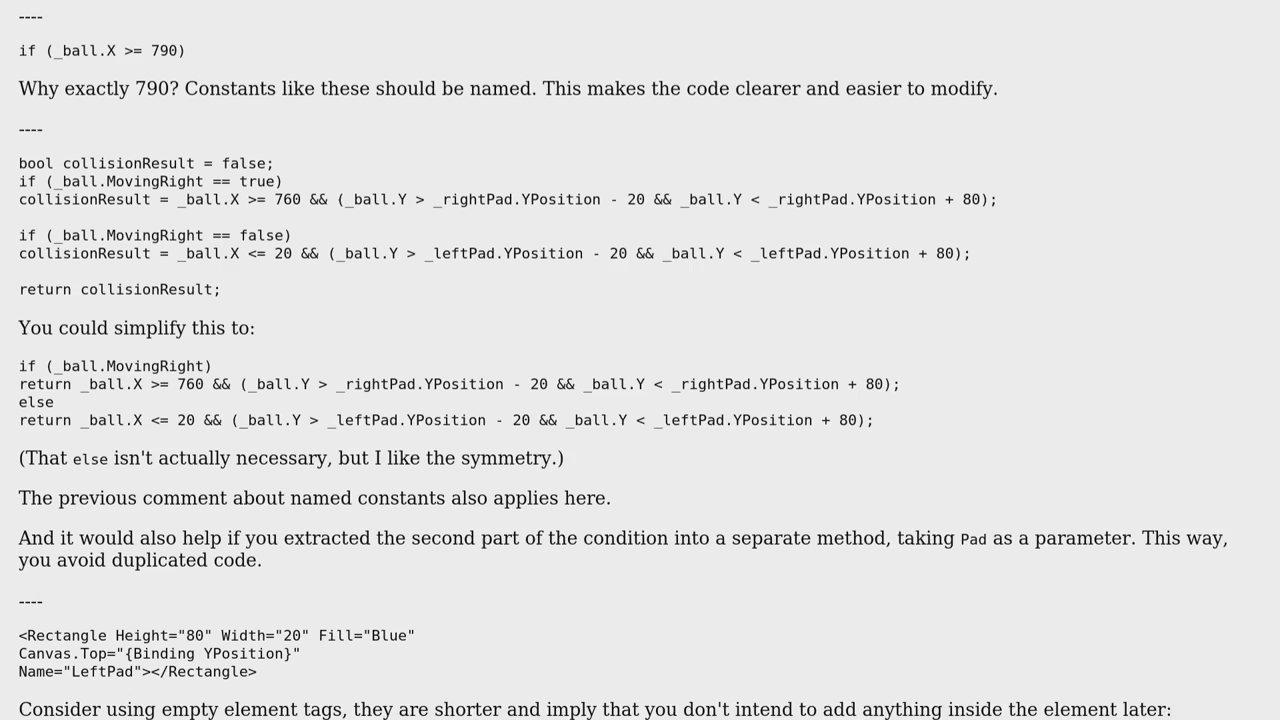 ----
if (_ball.X >= 790)
Why exactly 790? Constants like these should be named. This makes the code clearer and easier to modify.
----
bool collisionResult = false;
if (_ball.MovingRight == true)
collisionResult = _ball.X >= 760 && (_ball.Y > _rightPad.YPosition - 20 && _ball.Y < _rightPad.YPosition + 80);
if (_ball.MovingRight == false)
collisionResult = _ball.X <= 20 && (_ball.Y > _leftPad.YPosition - 20 && _ball.Y < _leftPad.YPosition + 80);
return collisionResult;
You could simplify this to:
if (_ball.MovingRight)
return _ball.X >= 760 && (_ball.Y > _rightPad.YPosition - 20 && _ball.Y < _rightPad.YPosition + 80);
else
return _ball.X <= 20 && (_ball.Y > _leftPad.YPosition - 20 && _ball.Y < _leftPad.YPosition + 80);
(That else isn't actually necessary, but I like the symmetry.)
The previous comment about named constants also applies here.
And it would also help if you extracted the second part of the condition into a separate method, taking Pad as a parameter. This way,
you avoid duplicated code.
----
<Rectangle Height="80" Width="20" Fill="Blue"
Canvas.Top="{Binding YPosition}"
Name="LeftPad"></Rectangle>
Consider using empty element tags, they are shorter and imply that you don't intend to add anything inside the element later: